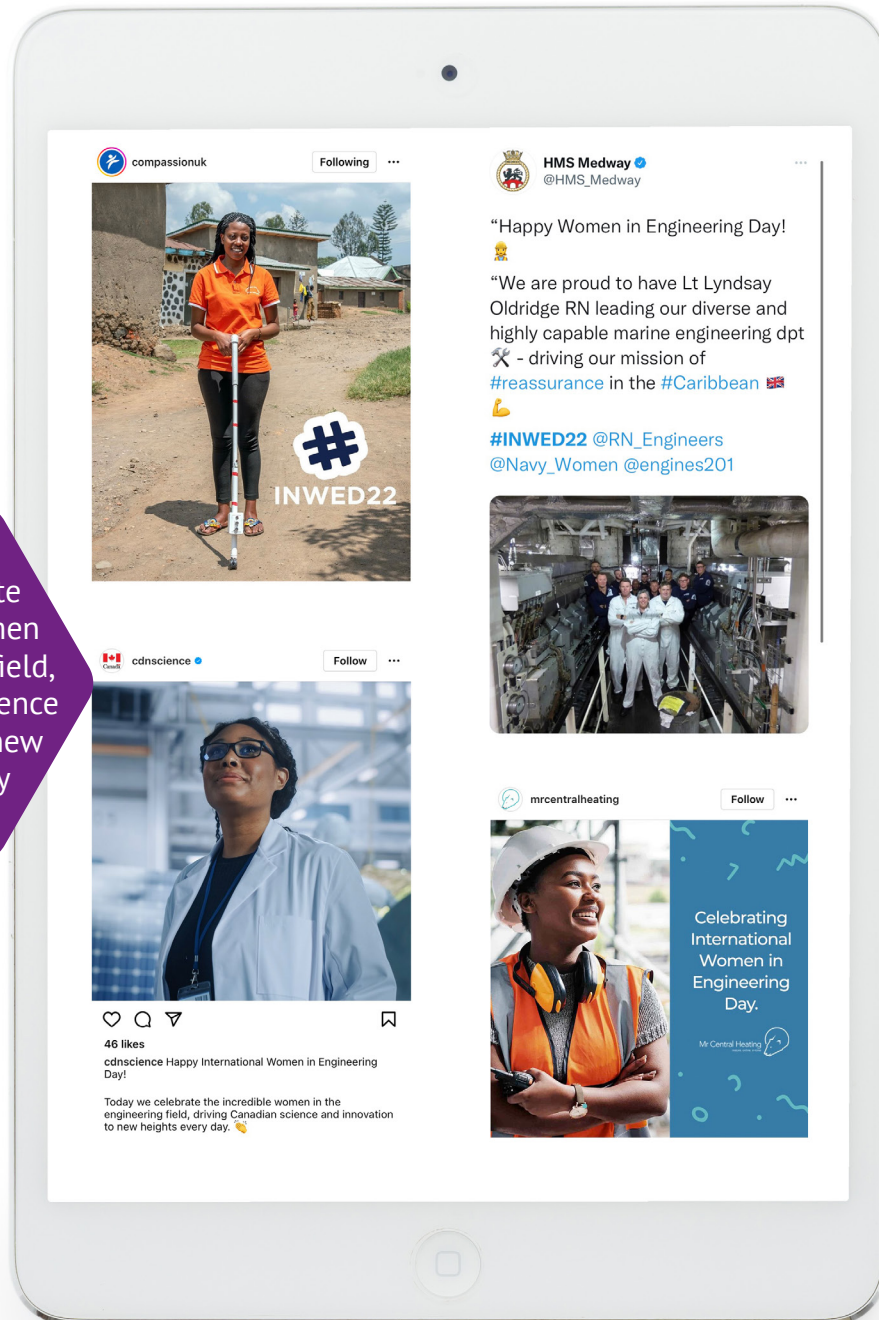 compassionuk
Following
INWED22
HMS Medway
@HMS_Medway
“Happy Women in Engineering Day!
“We are proud to have Lt Lyndsay
Oldridge RN leading our diverse and
highly capable marine engineering dpt
- driving our mission of
#reassurance in the #Caribbean
#INWED22 @RN_Engineers
@Navy_Women @engines201
field,
new
Canada
cdnscience
Follow
46 likes
cdnscience Happy International Women in Engineering
Day!
Today we celebrate the incredible women in the
engineering field, driving Canadian science and innovation
to new heights every day.
mrcentralheating
Follow
Celebrating
International
Women in
Engineering
Day.
Mr Central Heating